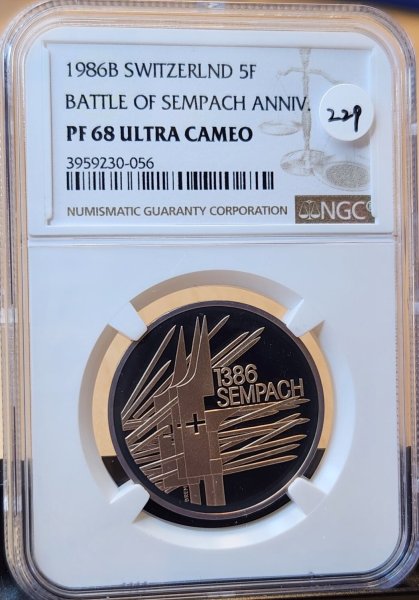 1986B SWITZERLND 5F
BATTLE OF SEMPACH ANNIV.
PF 68 ULTRA CAMEO
3959230-056
NUMISMATIC GUARANTY CORPORATION
NGC
229
1386
SEMPACH